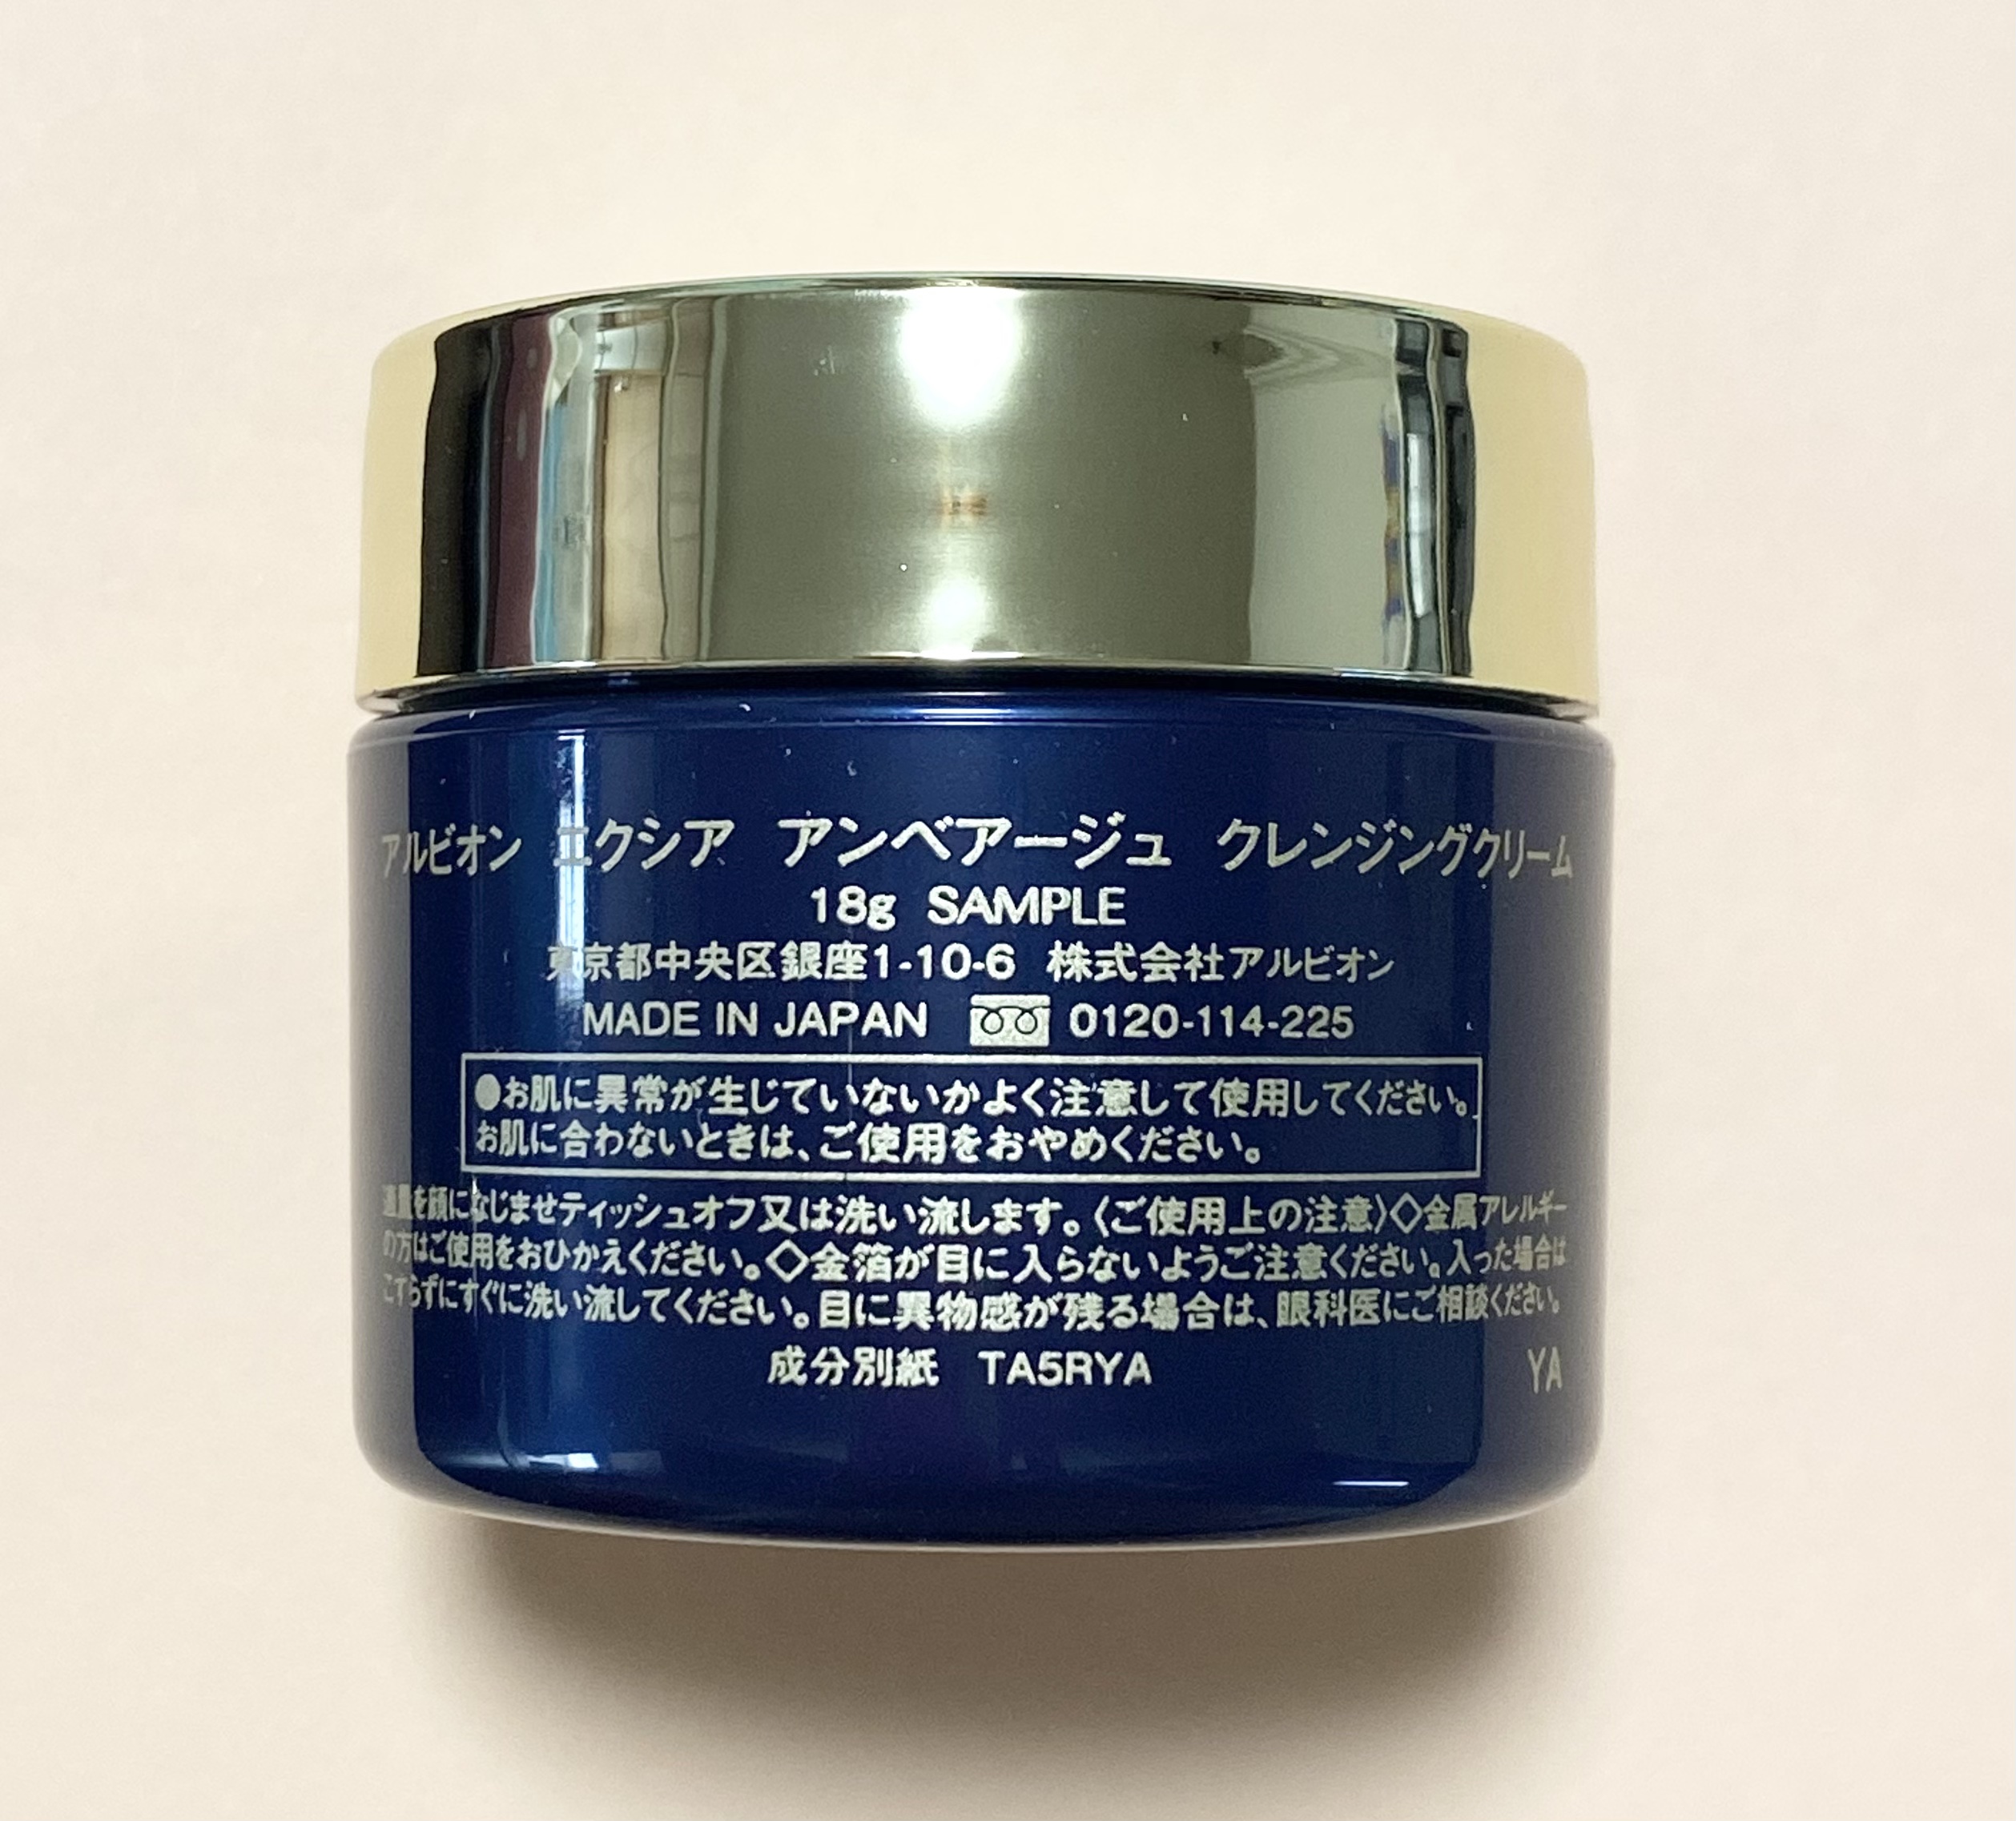 アルビオン エクシア アンベアージュ クレンジングクリーム
18g SAMPLE
東京都中央区銀座1-10-6 株式会社アルビオン
MADE IN JAPAN 0120-114-225
●お肌に異常が生じていないかよく注意して使用してください。
お肌に合わないときは、ご使用をおやめください。
適量を顔になじませティッシュオフ又は洗い流します。〈ご使用上の注意〉◇金属アレルギー
の方はご使用をおひかえください。◇金箔が目に入らないようご注意ください。入った場合は
こすらずにすぐに洗い流してください。目に異物感が残る場合は、眼科医にご相談ください。
成分別紙 TA5RYA YA